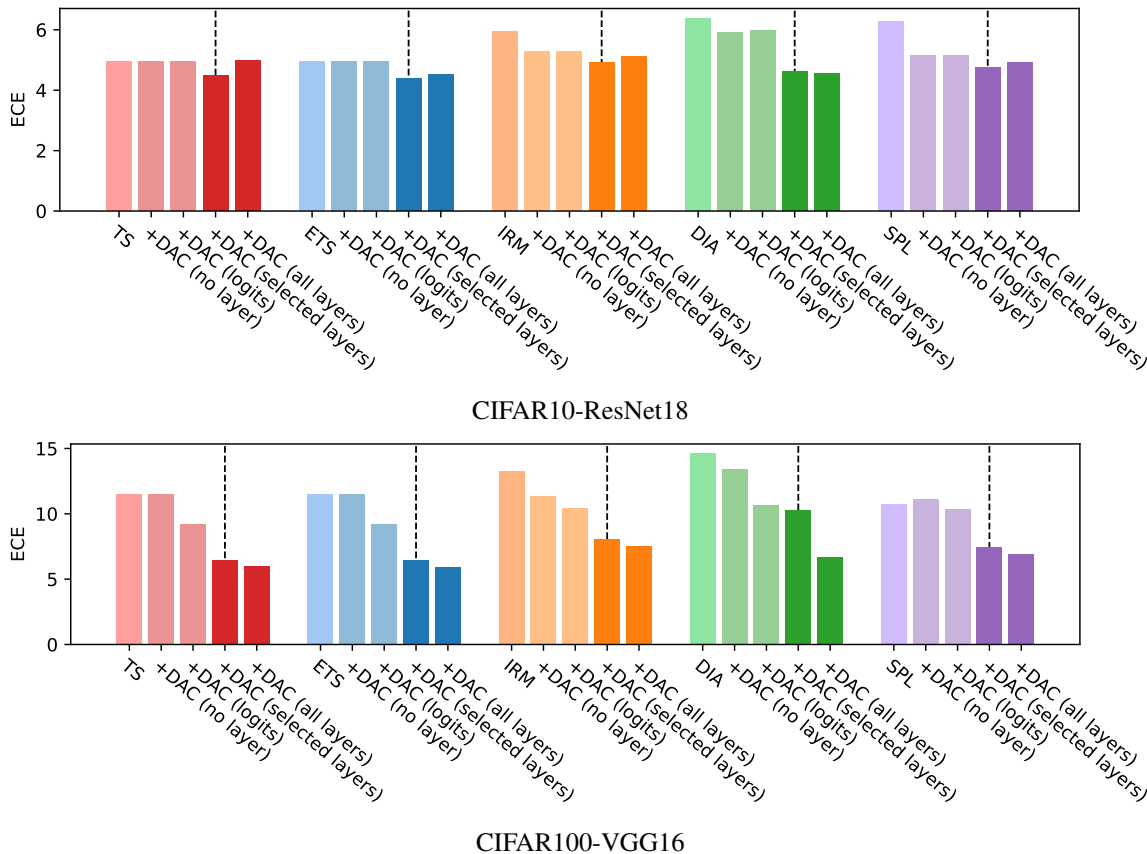 6
4
2
0
ECE
TS
+DAC (no layer)
+DAC (logits)
+DAC (selected layers)
+DAC (all layers)
ETS
+DAC (no layer)
+DAC (logits)
+DAC (selected layers)
+DAC (all layers)
IRM
+DAC (no layer)
+DAC (logits)
+DAC (selected layers)
+DAC (all layers)
DIA
+DAC (no layer)
+DAC (logits)
+DAC (selected layers)
+DAC (all layers)
SPL
+DAC (no layer)
+DAC (logits)
+DAC (selected layers)
+DAC (all layers)
CIFAR10-ResNet18
15
10
5
0
ECE
TS
+DAC (no layer)
+DAC (logits)
+DAC (selected layers)
+DAC (all layers)
ETS
+DAC (no layer)
+DAC (logits)
+DAC (selected layers)
+DAC (all layers)
IRM
+DAC (no layer)
+DAC (logits)
+DAC (selected layers)
+DAC (all layers)
DIA
+DAC (no layer)
+DAC (logits)
+DAC (selected layers)
+DAC (all layers)
SPL
+DAC (no layer)
+DAC (logits)
+DAC (selected layers)
+DAC (all layers)
CIFAR100-VGG16